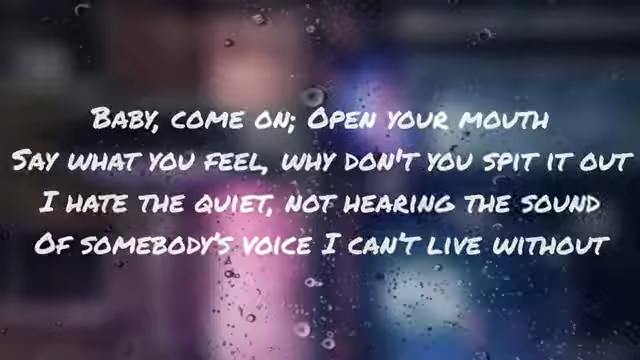 Baby, come on; Open your mouth
Say what you feel, why don't you spit it out
I hate the quiet, not hearing the sound
Of somebody's voice I can't live without